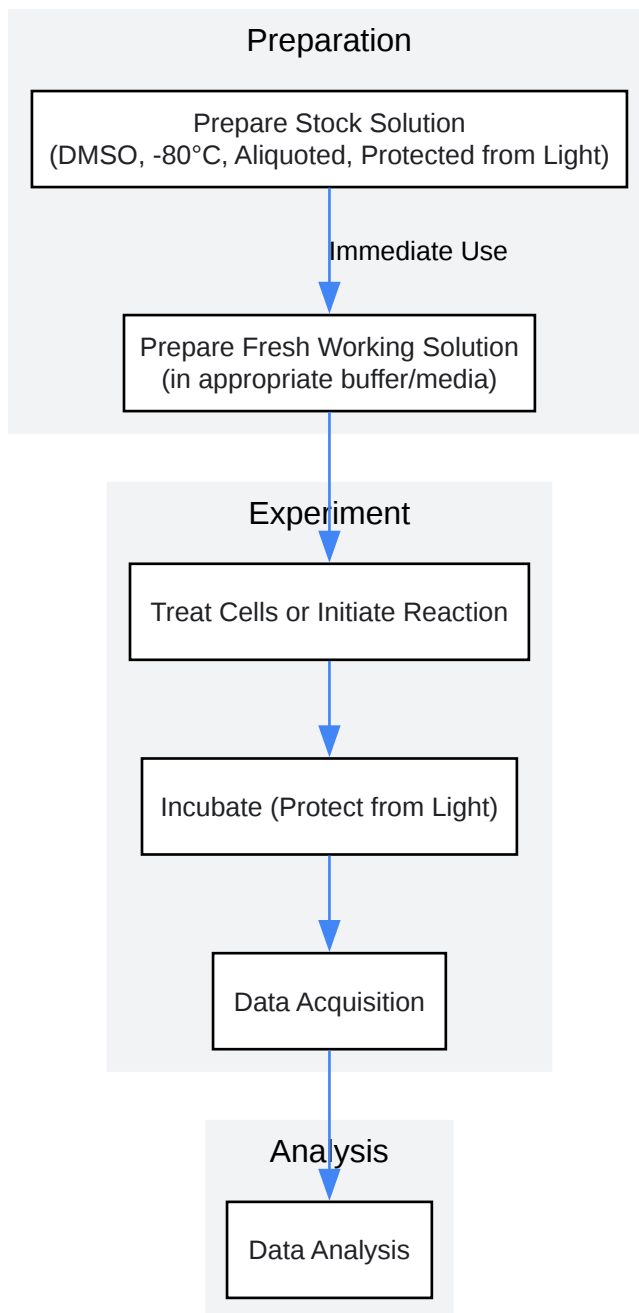 Preparation
Prepare Stock Solution
(DMSO, -80°C, Aliquoted, Protected from Light)
Immediate Use
Prepare Fresh Working Solution
(in appropriate buffer/media)
Experiment
Treat Cells or Initiate Reaction
Incubate (Protect from Light)
Data Acquisition
Analysis
Data Analysis